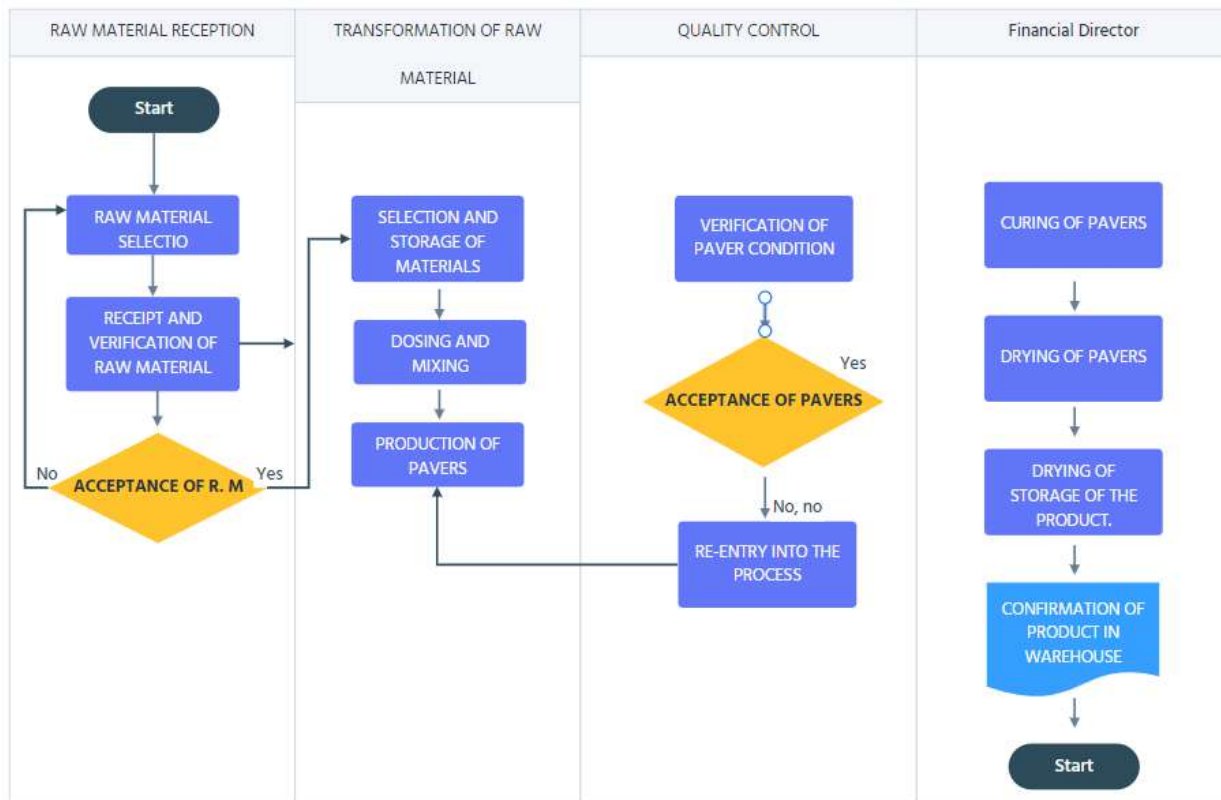 RAW MATERIAL RECEPTION
TRANSFORMATION OF RAW
MATERIAL
QUALITY CONTROL
Financial Director
Start
RAW MATERIAL
SELECTIO
RECEIPT AND
VERIFICATION OF
RAW MATERIAL
No
ACCEPTANCE OF R. M
Yes
SELECTION AND
STORAGE OF
MATERIALS
DOSING AND
MIXING
PRODUCTION OF
PAVERS
VERIFICATION OF
PAVER CONDITION
Yes
ACCEPTANCE OF PAVERS
No, no
RE-ENTRY INTO THE
PROCESS
CURING OF PAVERS
DRYING OF PAVERS
DRYING OF
STORAGE OF THE
PRODUCT.
CONFIRMATION OF
PRODUCT IN
WAREHOUSE
Start